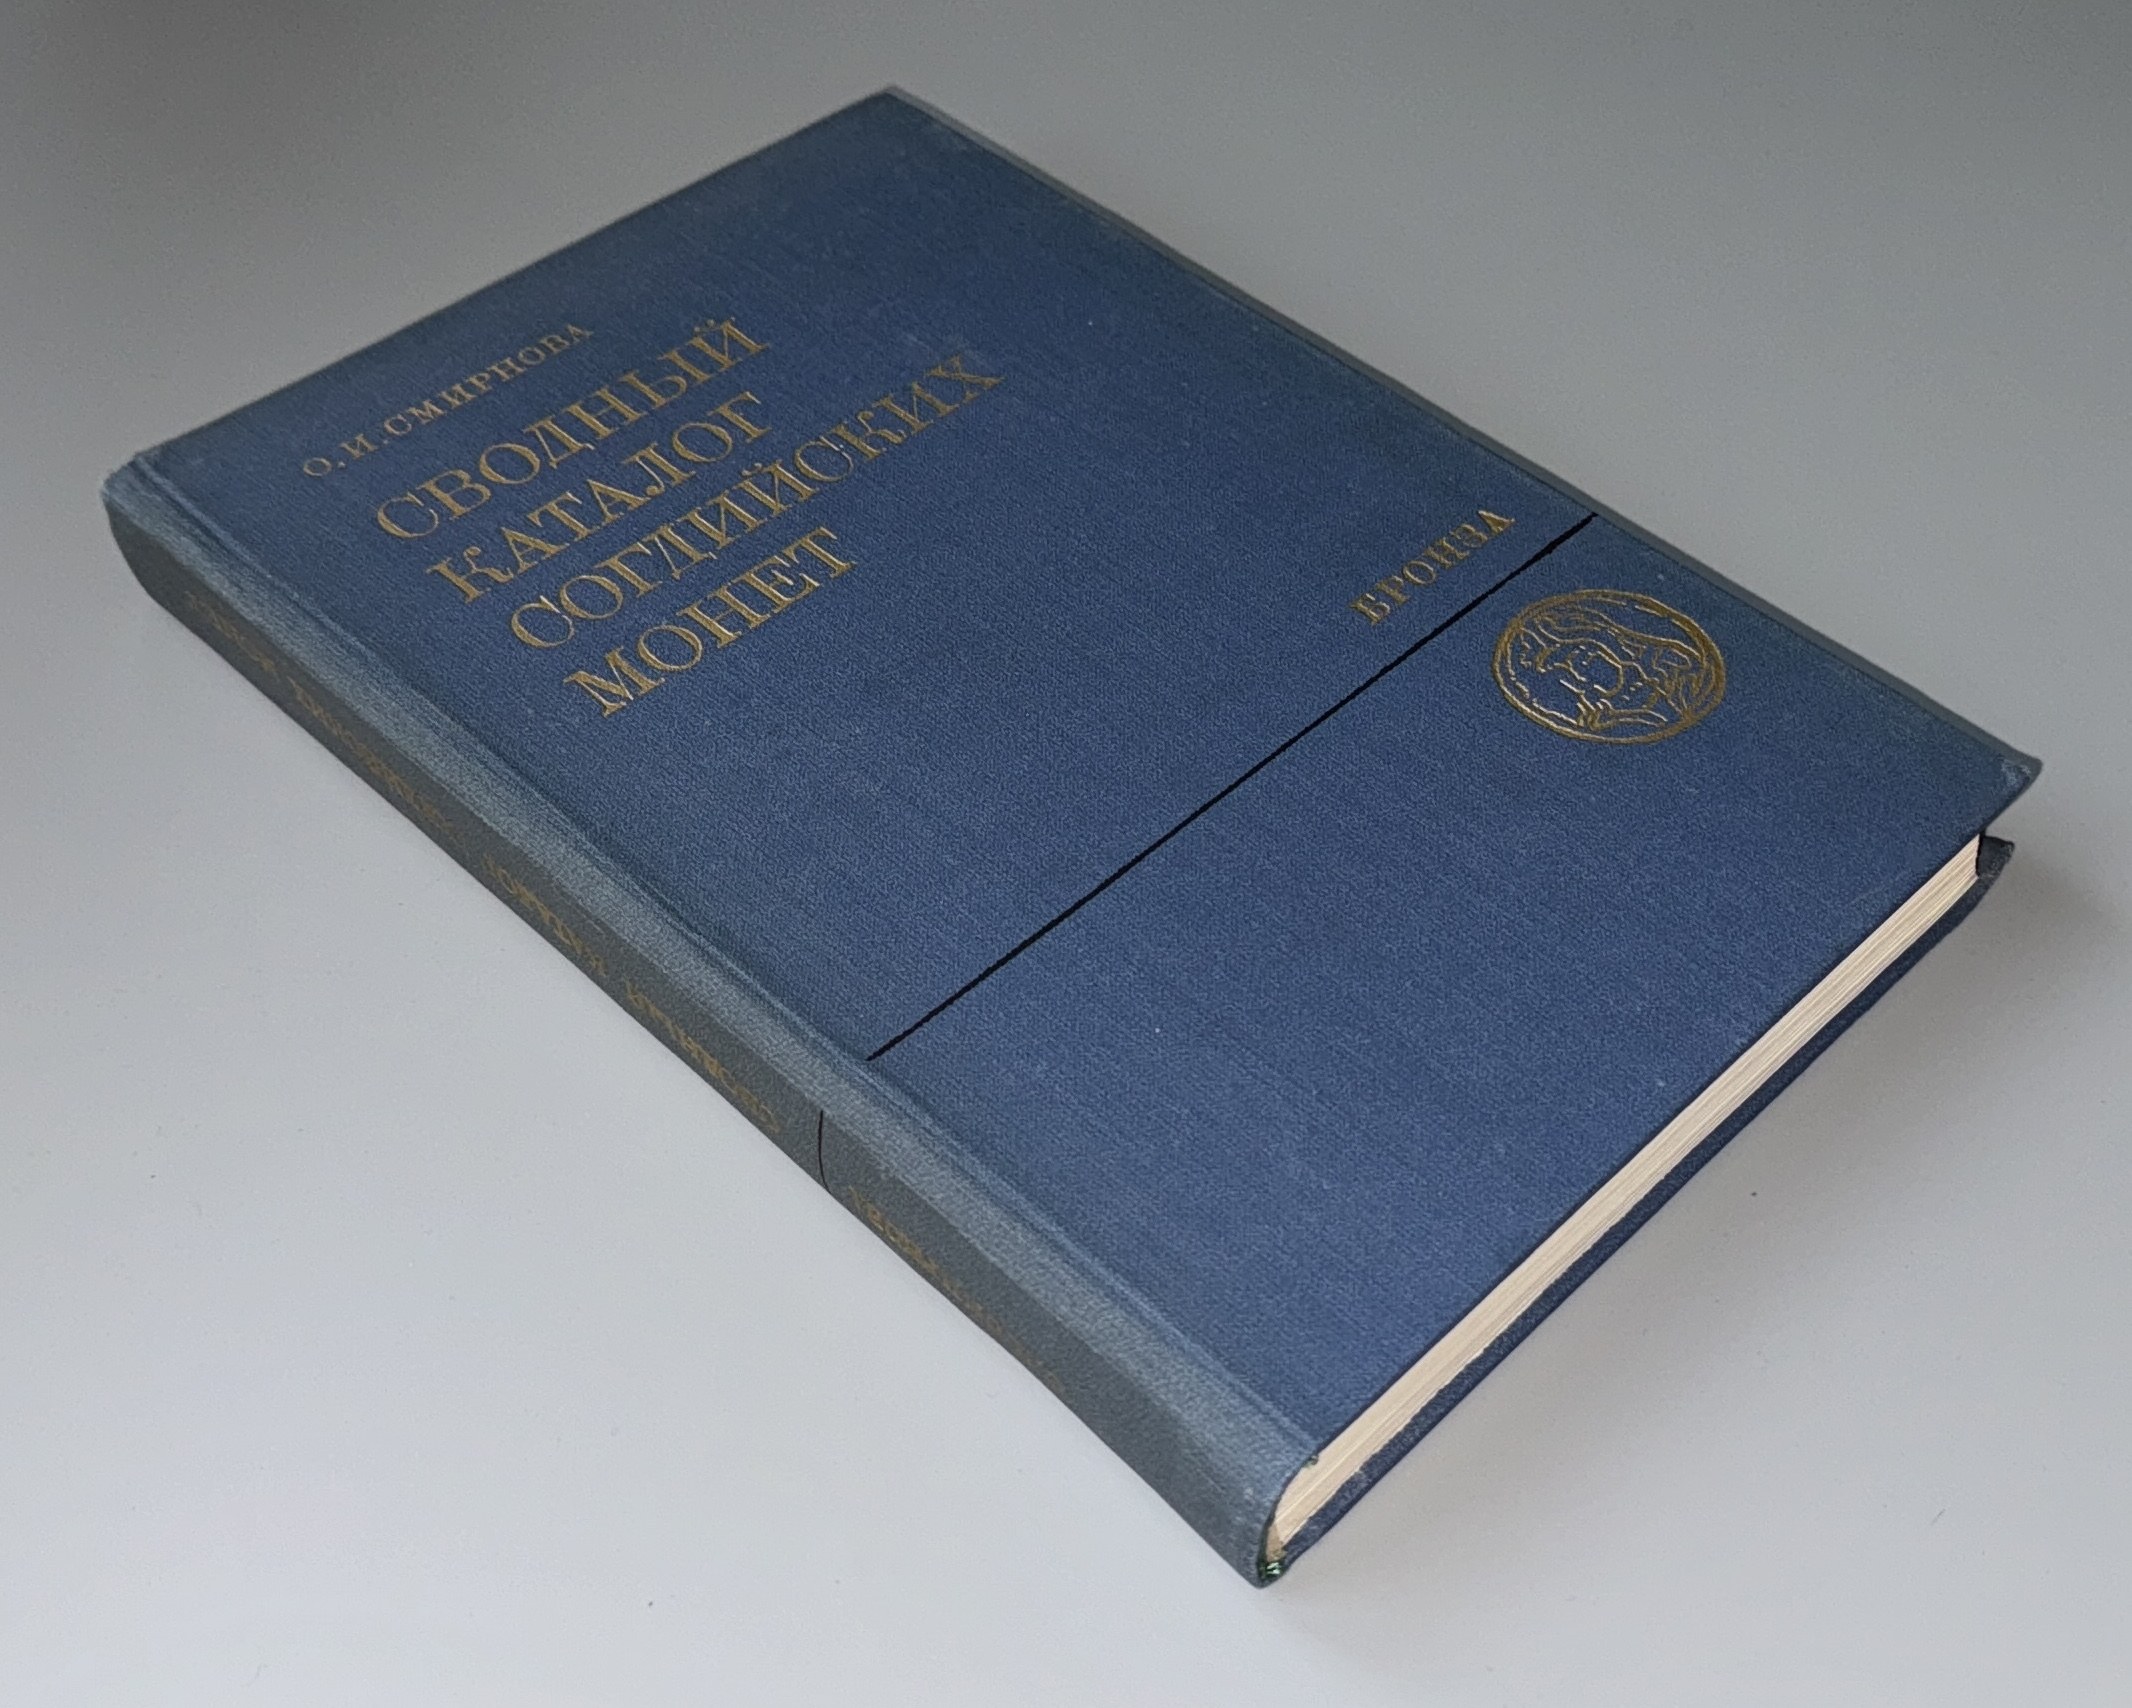 О.И.СМИРНОВА
СВОДНЫЙ
КАТАЛОГ
СОГДИЙСКИХ
МОНЕТ
БРОНЗА